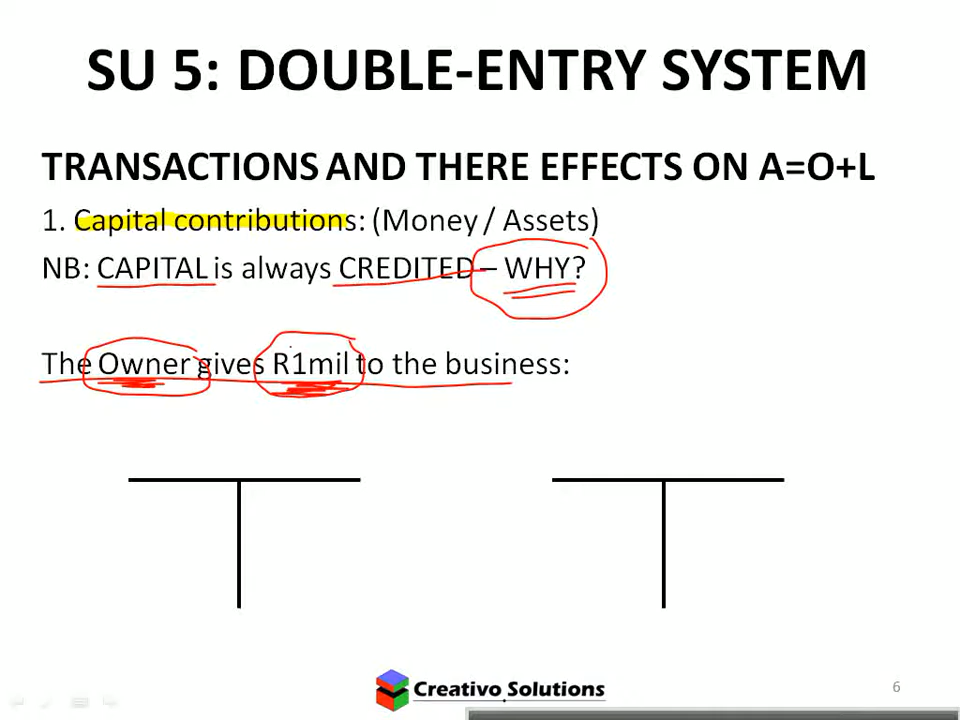 SU 5: DOUBLE-ENTRY SYSTEM
TRANSACTIONS AND THERE EFFECTS ON A=O+L
1. Capital contributions: (Money / Assets)
NB: CAPITAL is always CREDITED – WHY?
The Owner gives R1mil to the business:
Creativo Solutions
6